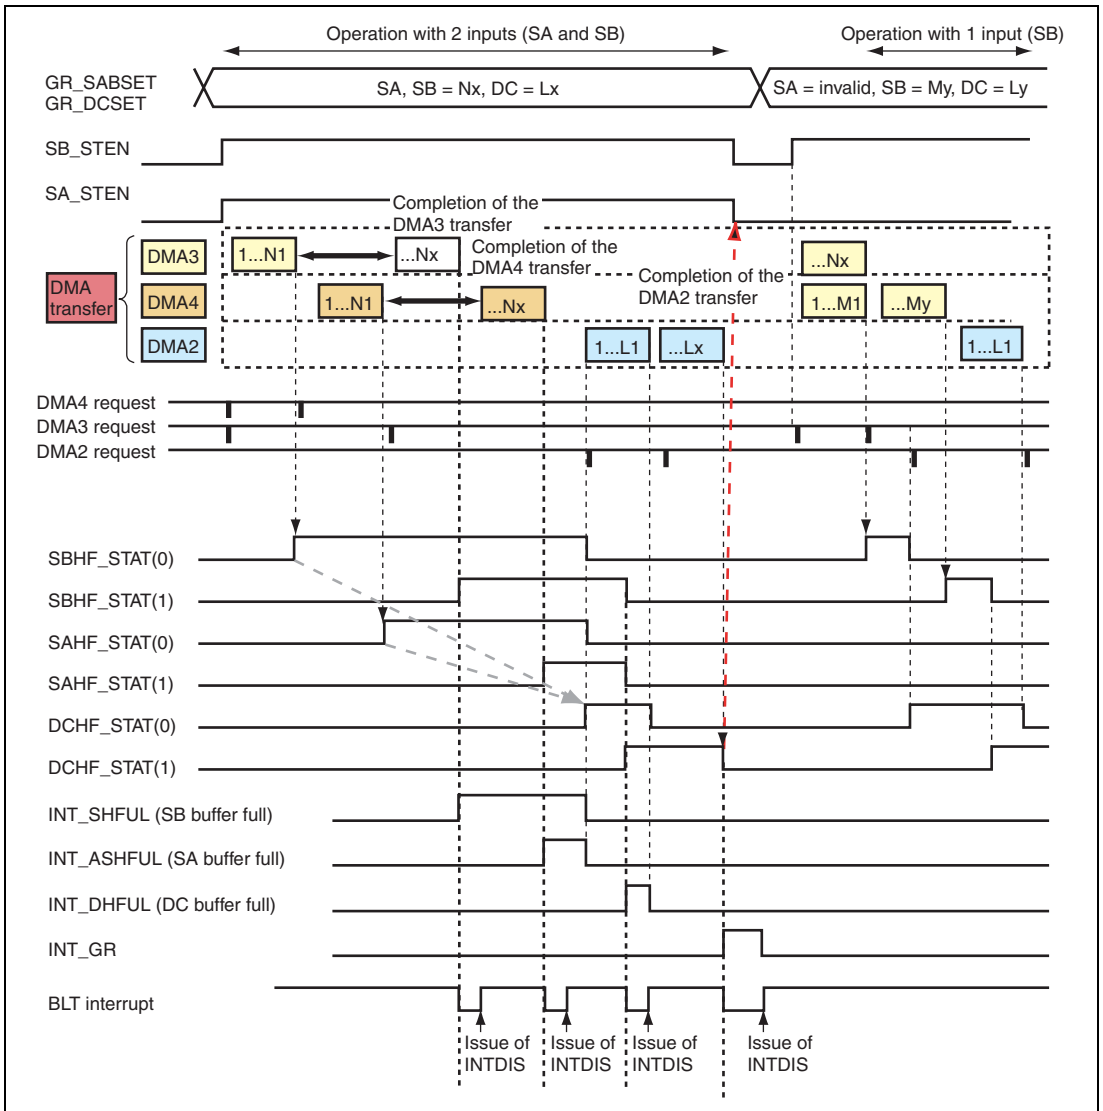 Operation with 2 inputs (SA and SB)
Operation with 1 input (SB)
GR_SABSET
GR_DCSET
SA, SB = Nx, DC = Lx
SA = invalid, SB = My, DC = Ly
SB_STEN
SA_STEN
Completion of the
DMA3 transfer
Completion of the
DMA4 transfer
Completion of the
DMA2 transfer
DMA
transfer
DMA3
1...N1
...Nx
...Nx
DMA4
1...N1
...Nx
1...M1
...My
DMA2
1...L1
...Lx
1...L1
DMA4 request
DMA3 request
DMA2 request
SBHF_STAT(0)
SBHF_STAT(1)
SAHF_STAT(0)
SAHF_STAT(1)
DCHF_STAT(0)
DCHF_STAT(1)
INT_SHFUL (SB buffer full)
INT_ASHFUL (SA buffer full)
INT_DHFUL (DC buffer full)
INT_GR
BLT interrupt
Issue of
INTDIS
Issue of
INTDIS
Issue of
INTDIS
Issue of
INTDIS